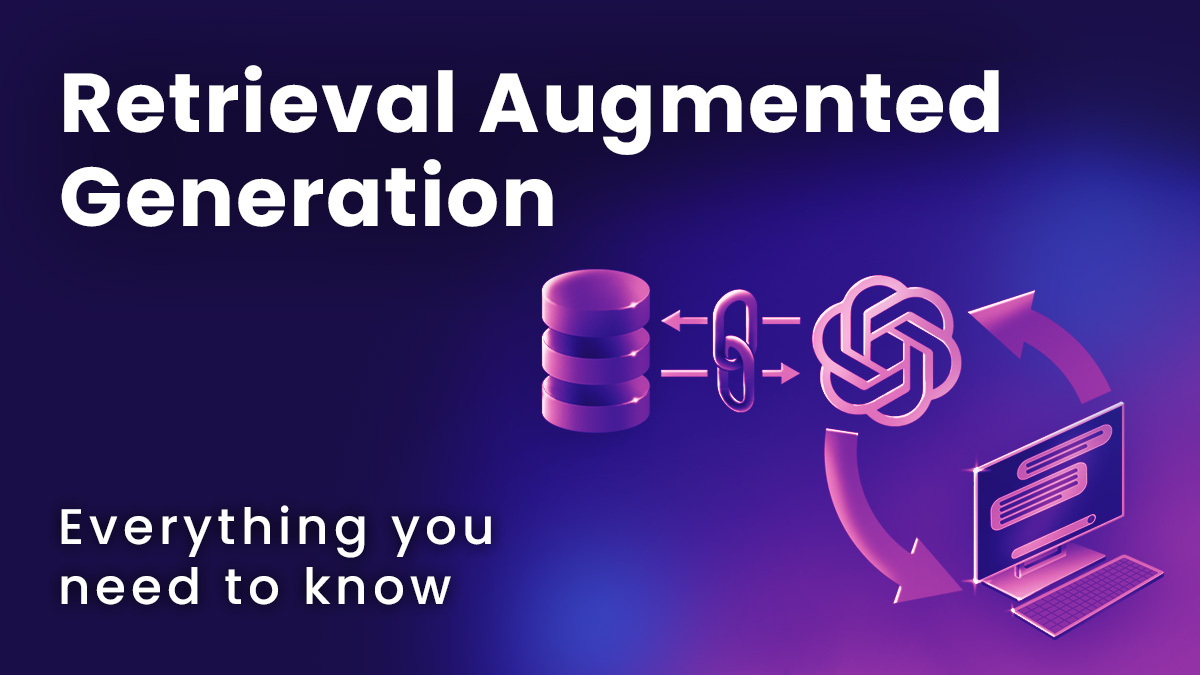 Retrieval Augmented
Generation
Everything you
need to know